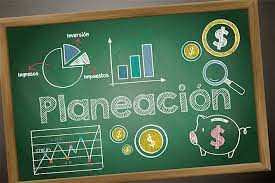 Inversión
Ingresos
Impuestos
$
Planeación
$
$
$